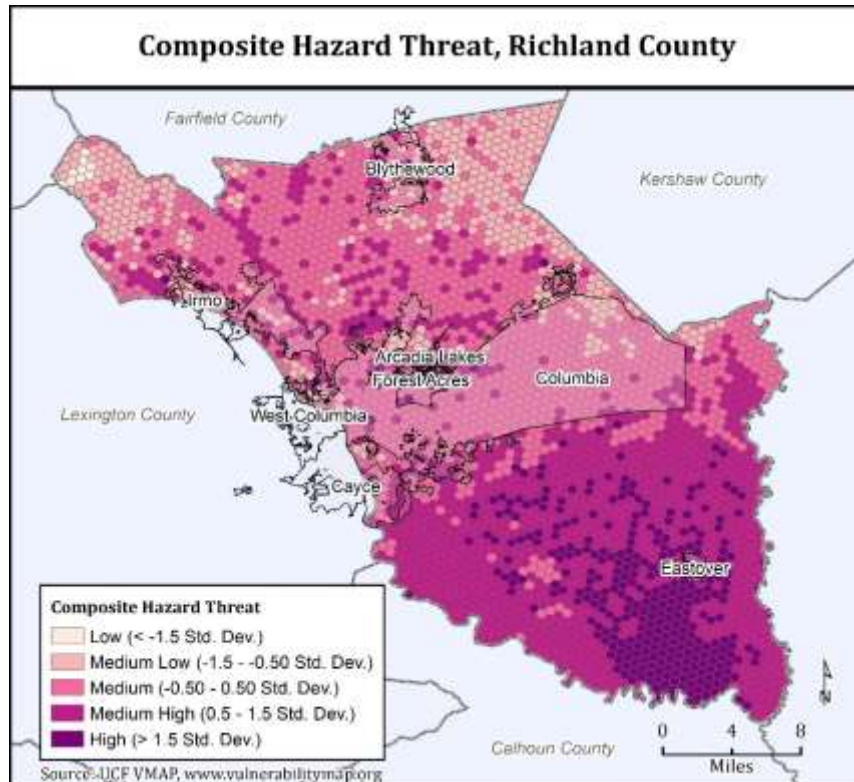 Composite Hazard Threat, Richland County
Fairfield County
Blythewood
Kershaw County
Irmo
Arcadia Lakes
Forest Acres
Columbia
Lexington County
West Columbia
Cayce
Eastover
Composite Hazard Threat
Low (< -1.5 Std. Dev.)
Medium Low (-1.5 - -0.50 Std. Dev.)
Medium (-0.50 - 0.50 Std. Dev.)
Medium High (0.5 - 1.5 Std. Dev.)
High (> 1.5 Std. Dev.)
N
0 4 8
Miles
Calhoun County
Source: UCF VMAP, www.vulnerabilitymap.org